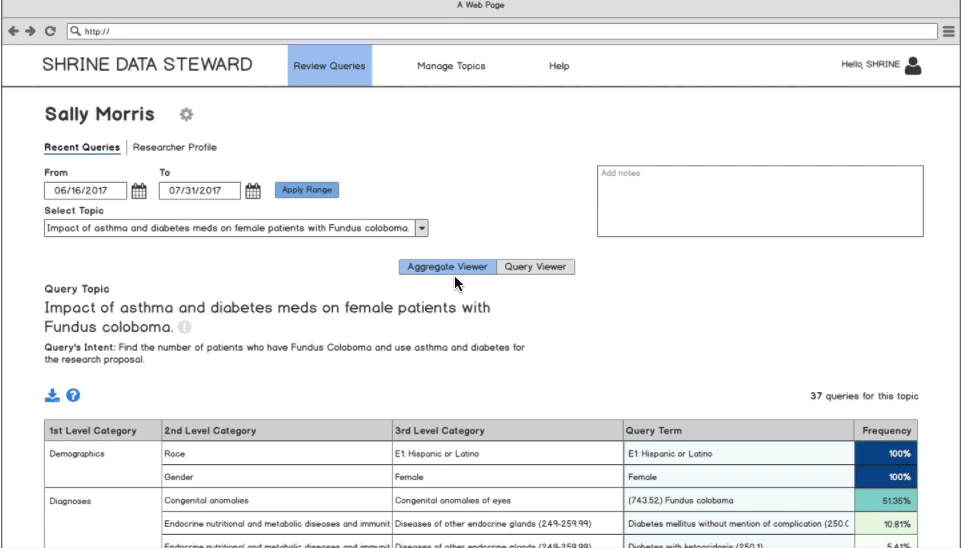 A Web Page
http://
SHRINE DATA STEWARD
Review Queries
Manage Topics
Help
Hello, SHRINE
Sally Morris
Recent Queries
Researcher Profile
From
To
06/16/2017
07/31/2017
Apply Range
Add notes
Select Topic
Impact of asthma and diabetes meds on female patients with Fundus coloboma.
Aggregate Viewer
Query Viewer
Query Topic
Impact of asthma and diabetes meds on female patients with
Fundus coloboma. !
Query's Intent: Find the number of patients who have Fundus Coloboma and use asthma and diabetes for
the research proposal.
?
37 queries for this topic
1st Level Category 2nd Level Category 3rd Level Category Query Term Frequency
Demographics Race E1: Hispanic or Latino E1: Hispanic or Latino 100%
Gender Female Female 100%
Diagnoses Congenital anomalies Congenital anomalies of eyes (743.52) Fundus coloboma 51.35%
Endocrine nutritional and metabolic diseases and immunit Diseases of other endocrine glands (249-259.99) Diabetes mellitus without mention of complication (250.0 10.81%
Endocrine nutritional and metabolic diseases and immunit Diseases of other endocrine glands (249-259.99) Diabetes with ketoacidosis (250.1) 5.41%